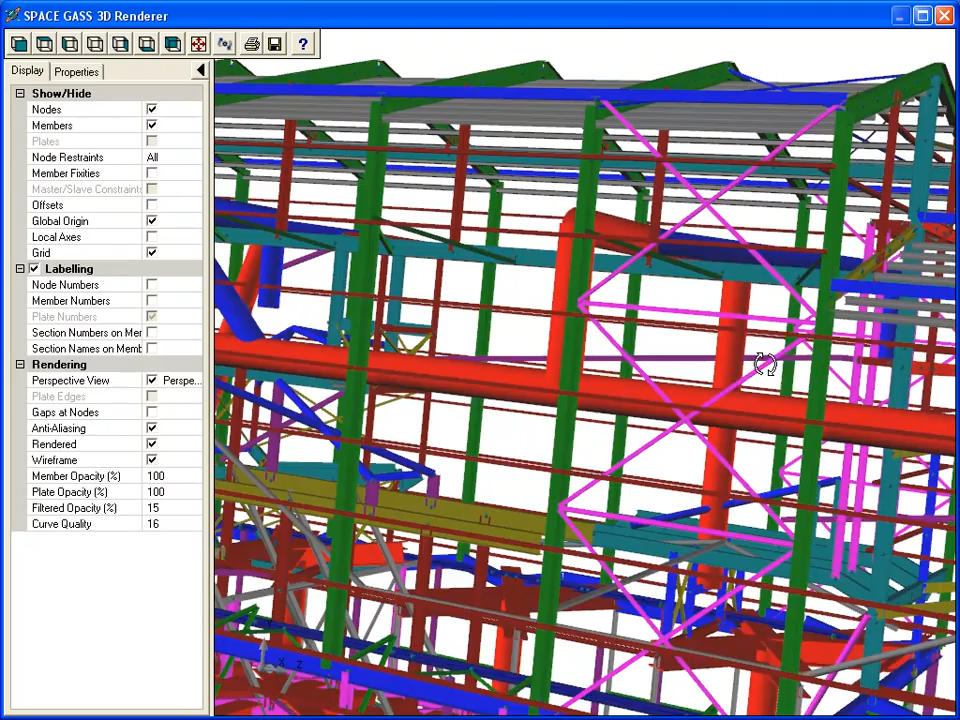 SPACE GASS 3D Renderer
?
Display Properties
Show/Hide
Nodes
Members
Plates
Node Restraints All
Member Fixities
Master/Slave Constraints
Offsets
Global Origin
Local Axes
Grid
Labelling
Node Numbers
Member Numbers
Plate Numbers
Section Numbers on Mer
Section Names on Memb
Rendering
Perspective View Perspe...
Plate Edges
Gaps at Nodes
Anti-Aliasing
Rendered
Wireframe
Member Opacity (%) 100
Plate Opacity (%) 100
Filtered Opacity (%) 15
Curve Quality 16
Y
X Z